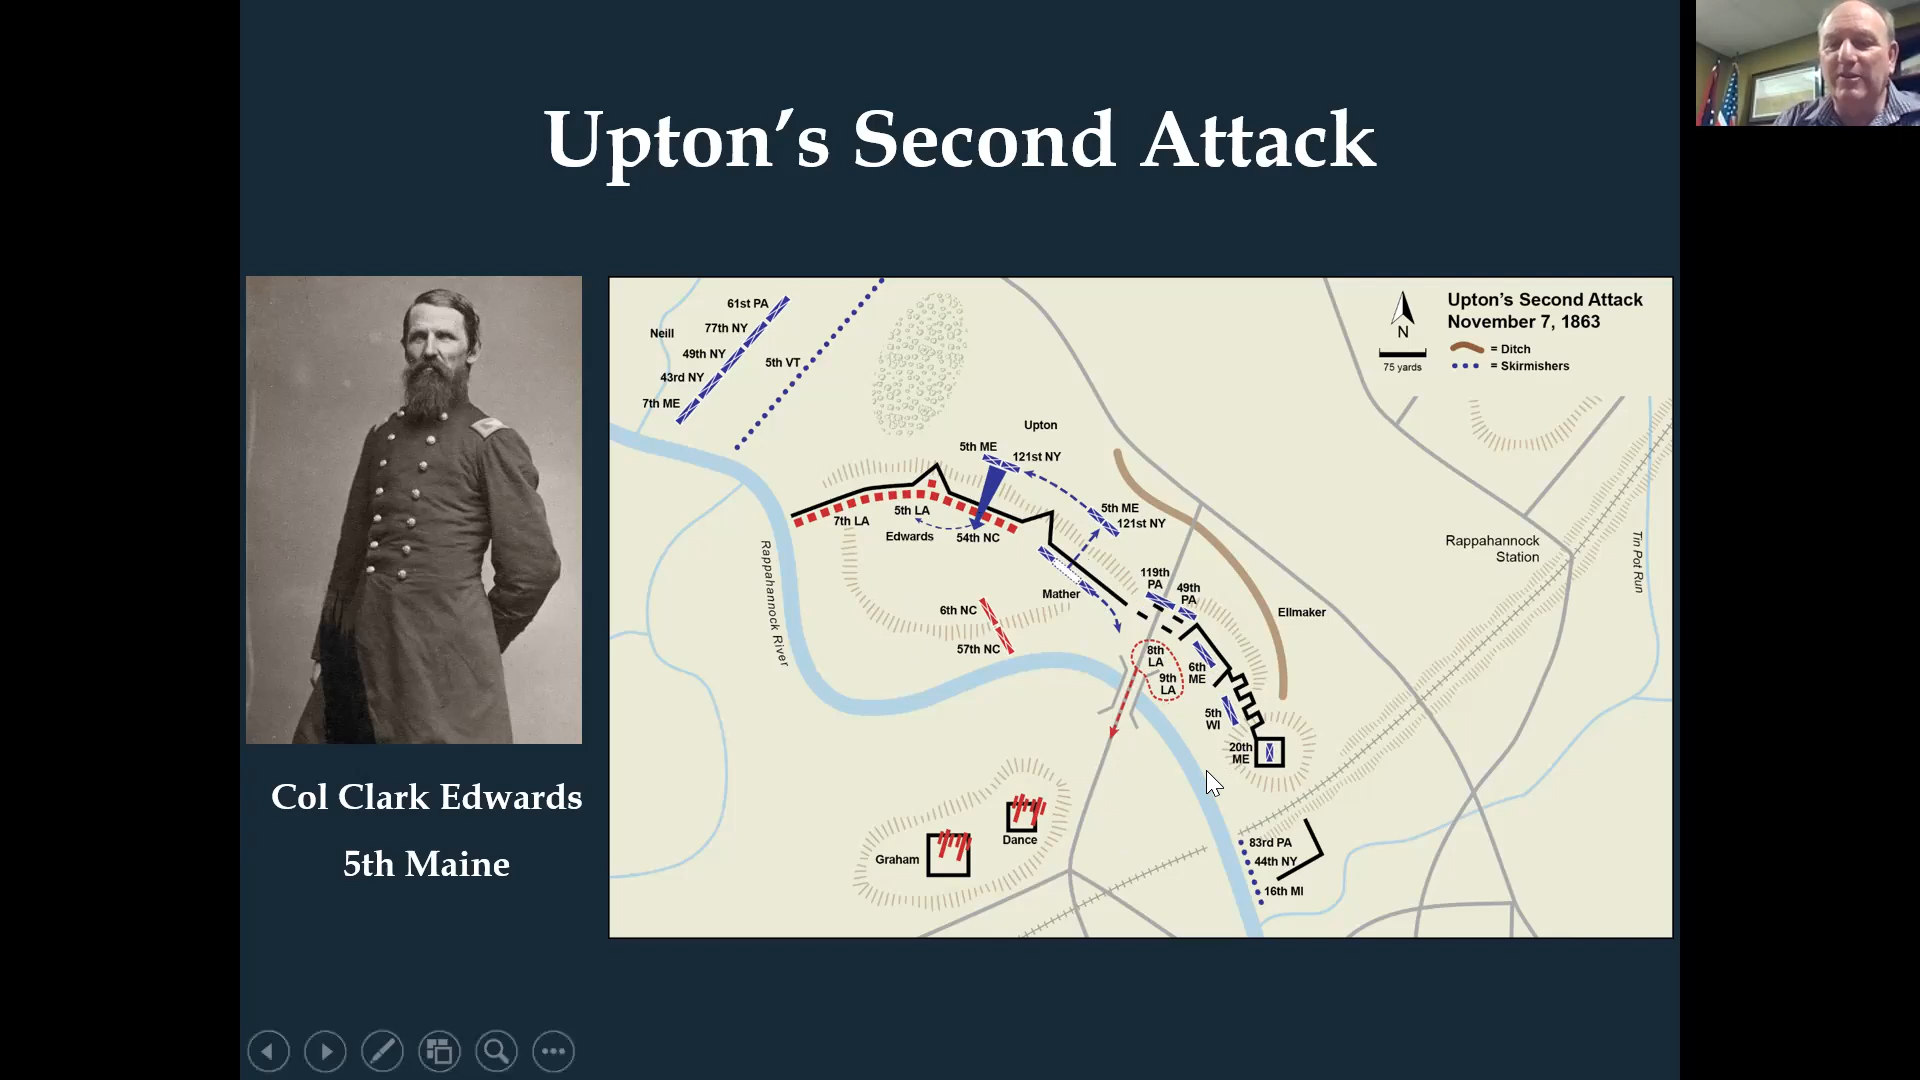 Upton’s Second Attack
Col Clark Edwards
5th Maine
Upton’s Second Attack
November 7, 1863
= Ditch
= Skirmishers
N
75 yards
61st PA
77th NY
Neill
49th NY
5th VT
43rd NY
7th ME
Upton
5th ME
121st NY
5th ME
121st NY
7th LA
5th LA
Edwards
54th NC
Rappahannock
Station
Tin Pot Run
Rappahannock River
Mather
119th
PA
49th
PA
Ellmaker
6th NC
57th NC
8th
LA
9th
LA
6th
ME
5th
WI
20th
ME
Dance
Graham
83rd PA
44th NY
16th MI